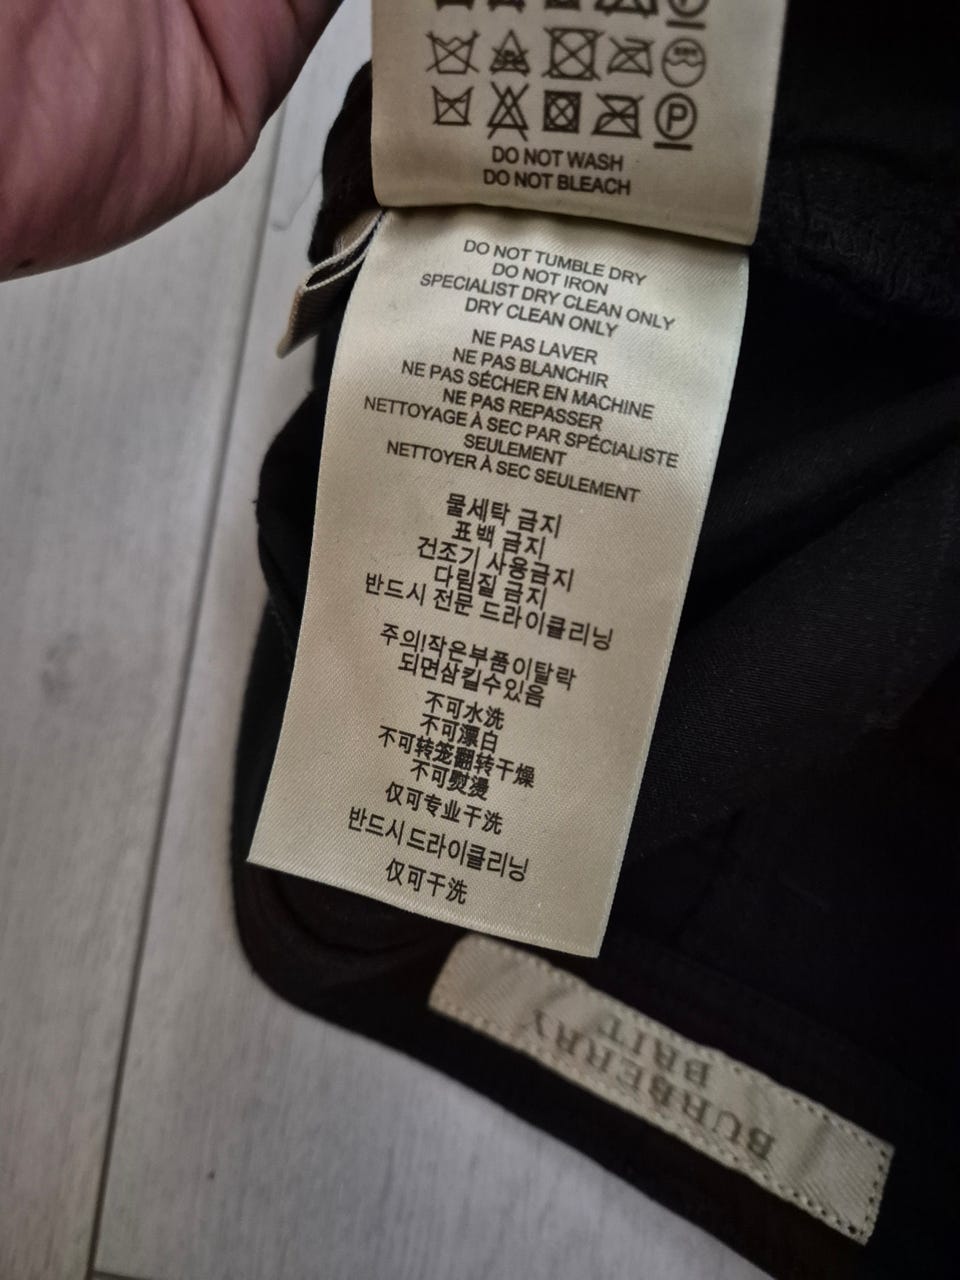 P
DO NOT WASH
DO NOT BLEACH
DO NOT TUMBLE DRY
DO NOT IRON
SPECIALIST DRY CLEAN ONLY
DRY CLEAN ONLY
NE PAS LAVER
NE PAS BLANCHIR
NE PAS SÉCHER EN MACHINE
NE PAS REPASSER
NETTOYAGE À SEC PAR SPÉCIALISTE
SEULEMENT
NETTOYER À SEC SEULEMENT
물세탁 금지
표백 금지
건조기 사용금지
다림질 금지
반드시 전문 드라이클리닝
주의!작은부품이탈락
되면삼킬수있음
不可水洗
不可漂白
不可转笼翻转干燥
不可熨烫
仅可专业干洗
반드시드라이클리닝
仅可干洗
BURBERRY
BRIT